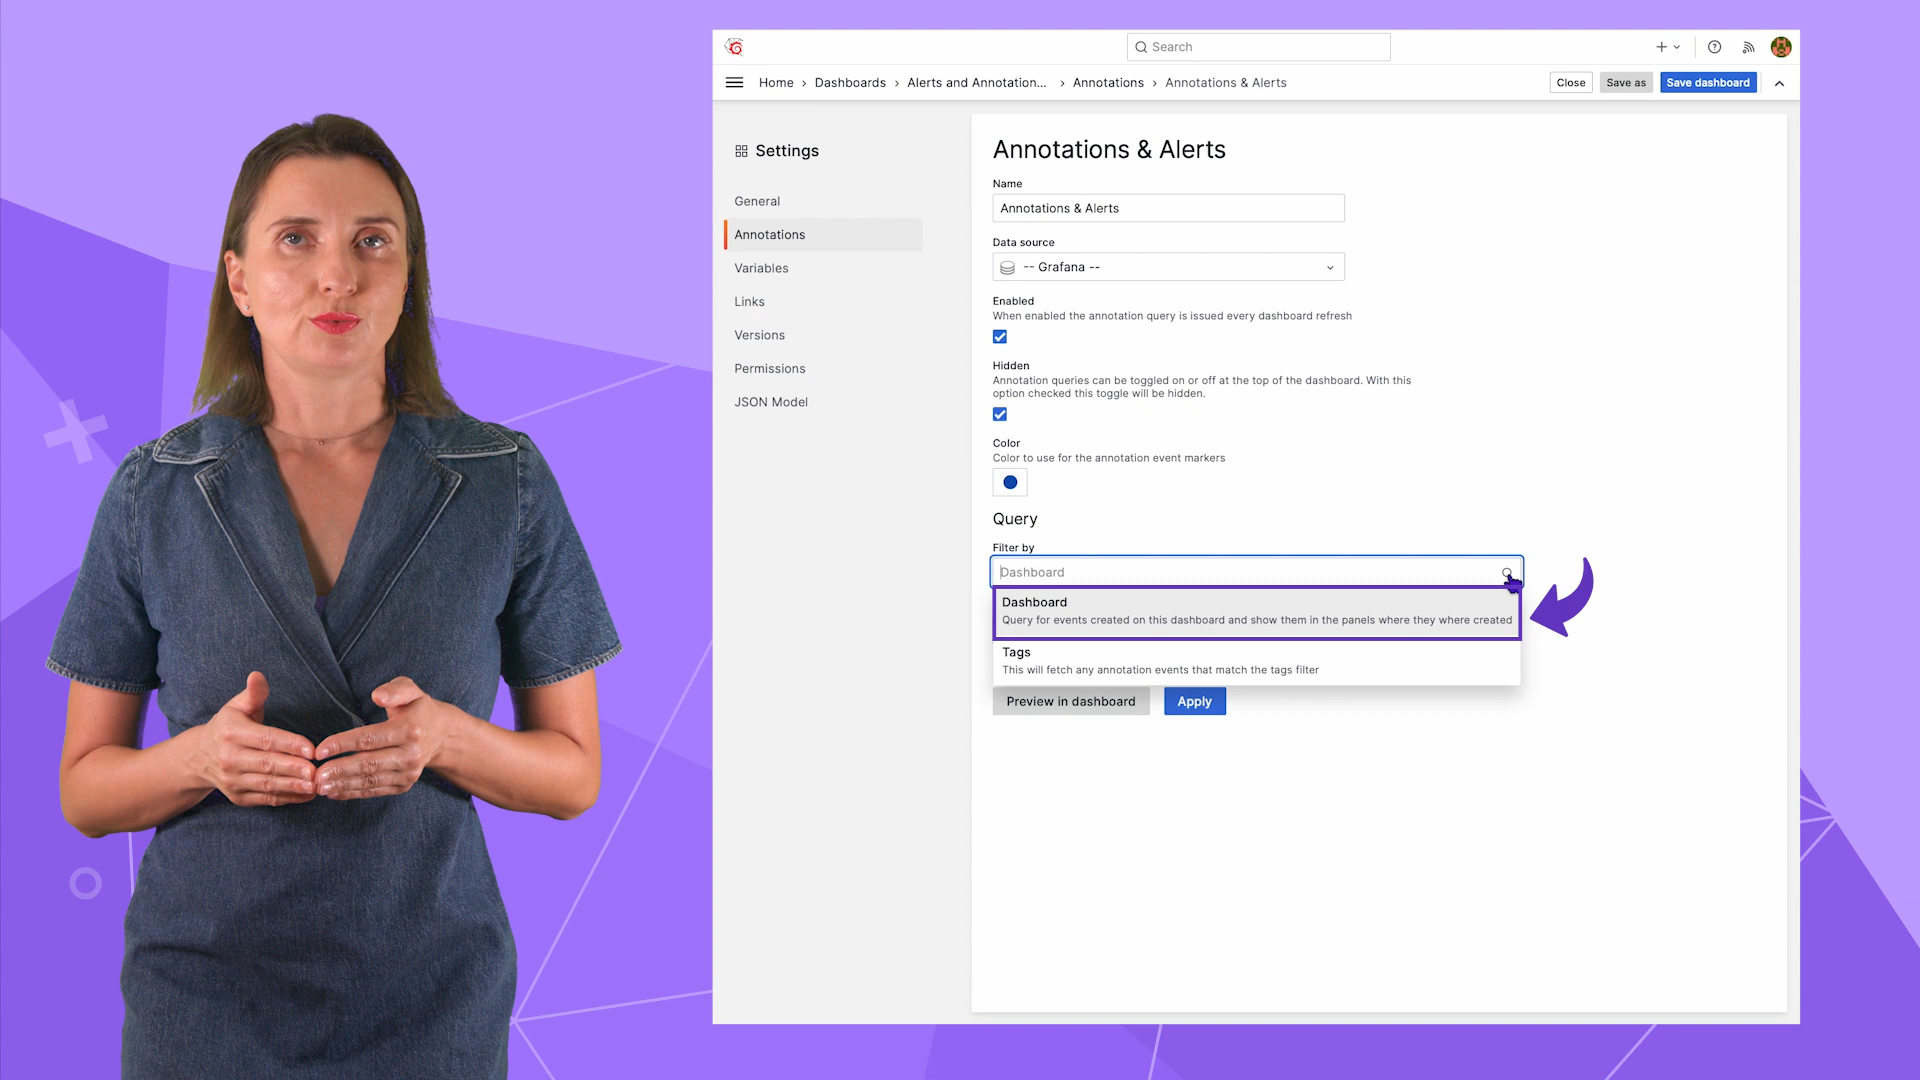 Search
Home › Dashboards › Alerts and Annotation... › Annotations › Annotations & Alerts
Close
Save as
Save dashboard
Settings
General
Annotations
Variables
Links
Versions
Permissions
JSON Model
Annotations & Alerts
Name
Annotations & Alerts
Data source
-- Grafana --
Enabled
When enabled the annotation query is issued every dashboard refresh
Hidden
Annotation queries can be toggled on or off at the top of the dashboard. With this
option checked this toggle will be hidden.
Color
Color to use for the annotation event markers
Query
Filter by
Dashboard
Dashboard
Query for events created on this dashboard and show them in the panels where they where created
Tags
This will fetch any annotation events that match the tags filter
Preview in dashboard
Apply